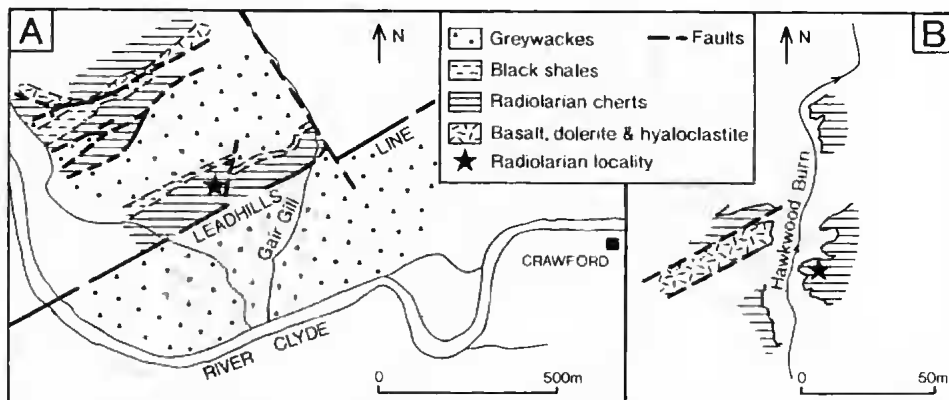 A
N
Greywackes
Faults
Black shales
Radiolarian cherts
Basalt, dolerite & hyaloclastite
Radiolarian locality
LEADHILLS LINE
Gair Gill
CRAWFORD
RIVER CLYDE
0 500m
B
N
Hawkwood Burn
0 50m